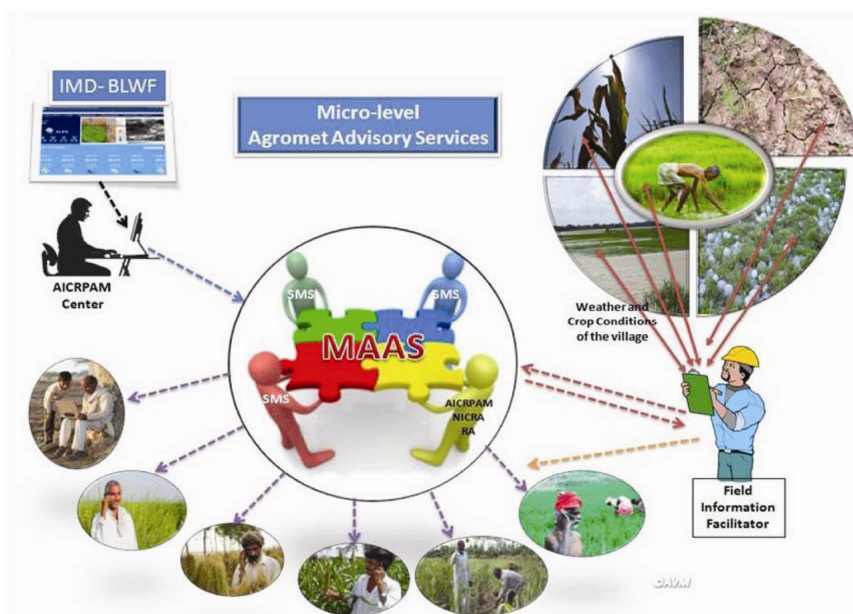 IMD- BLWF
Micro-level
Agromet Advisory Services
AICRPAM
Center
SMS
SMS
MAAS
SMS
AICRPAM
NICRA
RA
Weather and
Crop Conditions
of the village
Field
Information
Facilitator
DAVM